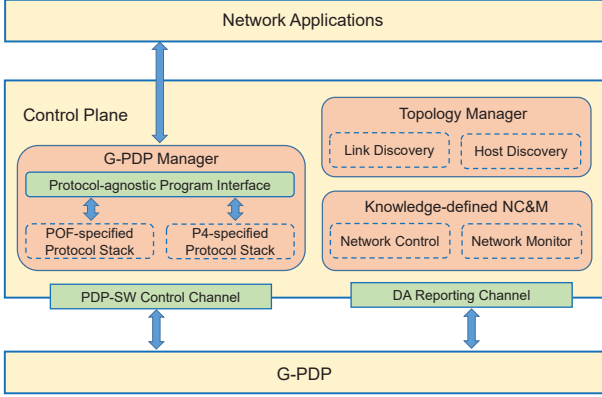 Network Applications
Control Plane
G-PDP Manager
Protocol-agnostic Program Interface
POF-specified
Protocol Stack
P4-specified
Protocol Stack
Topology Manager
Link Discovery
Host Discovery
Knowledge-defined NC&M
Network Control
Network Monitor
PDP-SW Control Channel
DA Reporting Channel
G-PDP